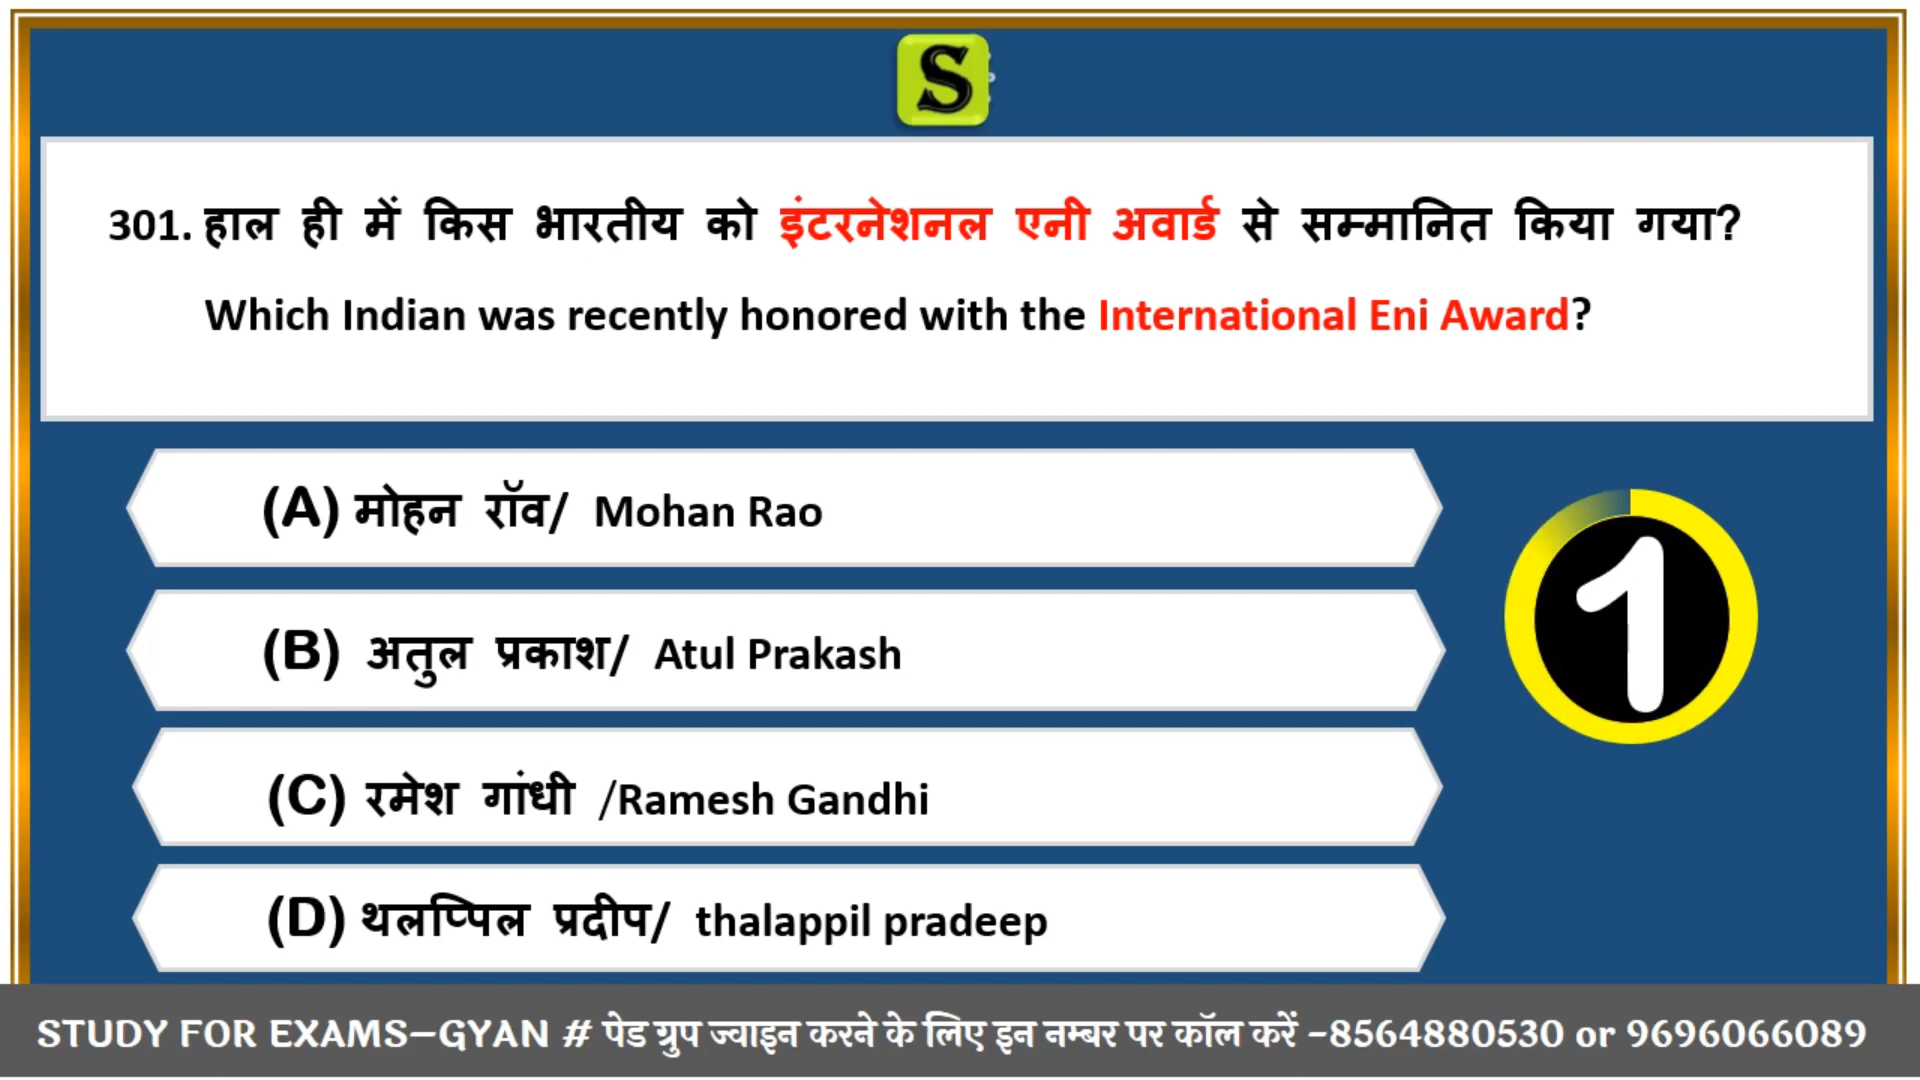 S
301. हाल ही में किस भारतीय को इंटरनेशनल एनी अवार्ड से सम्मानित किया गया?
Which Indian was recently honored with the International Eni Award?
(A) मोहन रॉव/ Mohan Rao
(B) अतुल प्रकाश/ Atul Prakash
1
(C) रमेश गांधी /Ramesh Gandhi
(D) थलप्पिल प्रदीप/ thalappil pradeep
STUDY FOR EXAMS–GYAN # पेड ग्रुप ज्वाइन करने के लिए इन नम्बर पर कॉल करें -8564880530 or 9696066089